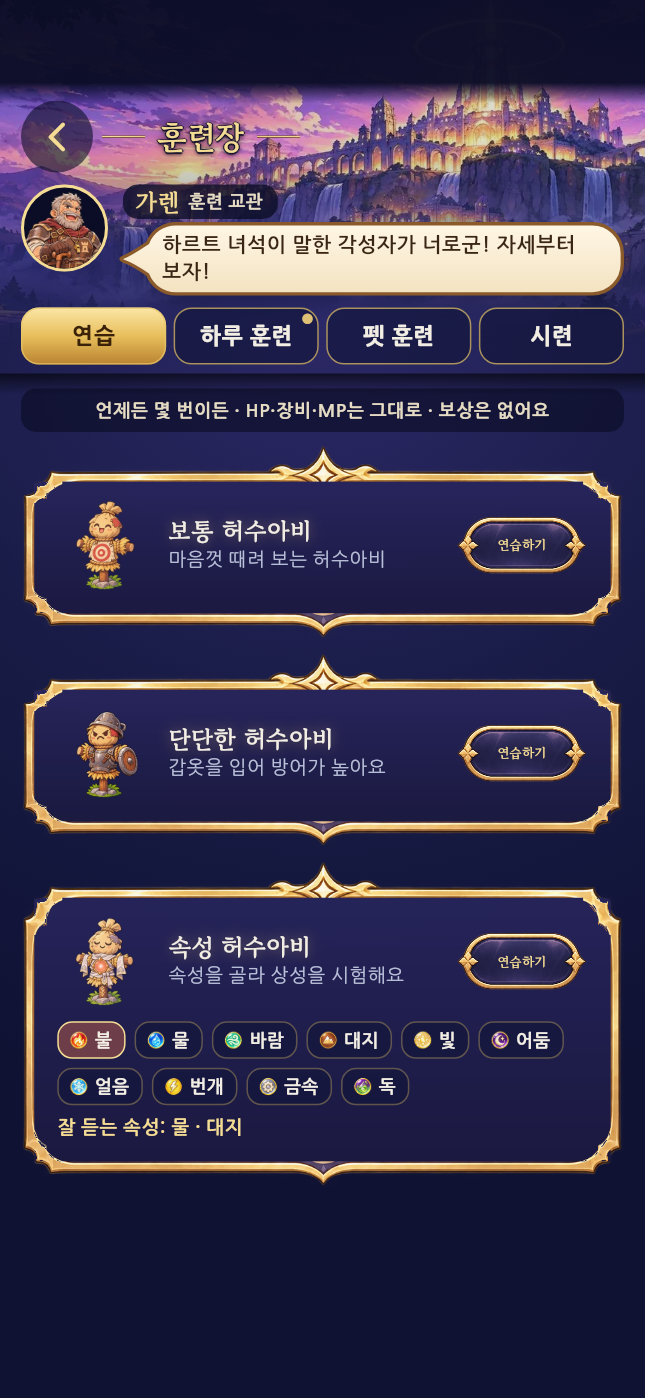 훈련장
가렌 훈련 교관
하르트 녀석이 말한 각성자가 너로군! 자세부터
보자!
연습
하루 훈련
펫 훈련
시련
언제든 몇 번이든 · HP·장비·MP는 그대로 · 보상은 없어요
보통 허수아비
마음껏 때려 보는 허수아비
연습하기
단단한 허수아비
갑옷을 입어 방어가 높아요
연습하기
속성 허수아비
속성을 골라 상성을 시험해요
연습하기
불 물 바람 대지 빛 어둠
얼음 번개 금속 독
잘 듣는 속성: 물 · 대지